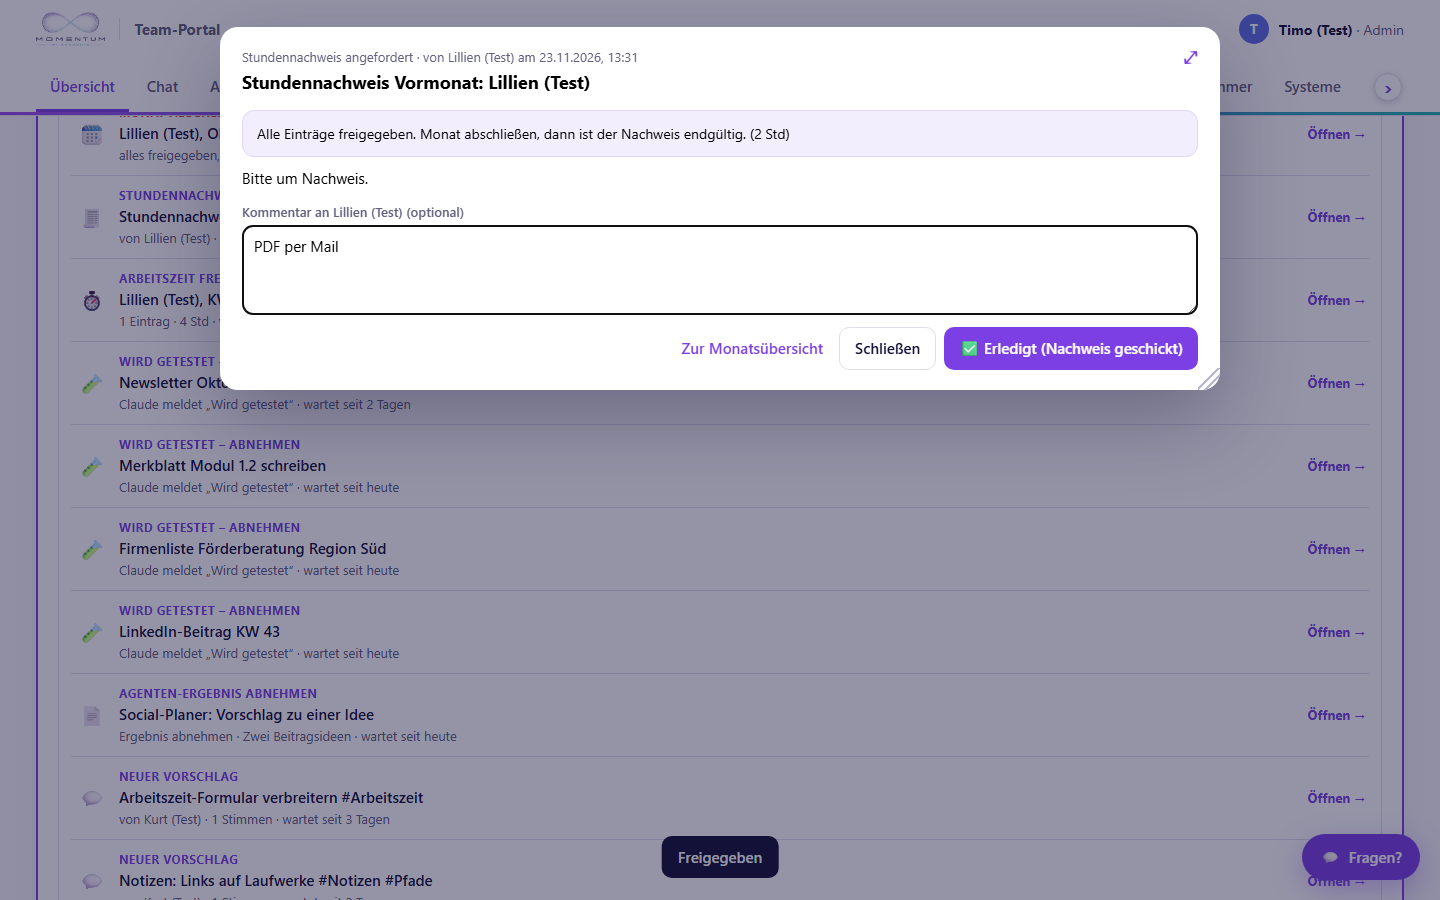 MOMENTUM
Team-Portal
T Timo (Test) · Admin
Übersicht
Chat
Systeme
›
Stundennachweis angefordert · von Lillien (Test) am 23.11.2026, 13:31
Stundennachweis Vormonat: Lillien (Test)
Alle Einträge freigegeben. Monat abschließen, dann ist der Nachweis endgültig. (2 Std)
Bitte um Nachweis.
Kommentar an Lillien (Test) (optional)
PDF per Mail
Zur Monatsübersicht
Schließen
✅ Erledigt (Nachweis geschickt)
Lillien (Test),
alles freigegeben,
Öffnen →
von Lillien (Test) ·
Öffnen →
ARBEITSZEIT
Lillien (Test),
1 Eintrag · 4 Std ·
Öffnen →
WIRD GETESTET
Newsletter
Claude meldet „Wird getestet“ · wartet seit 2 Tagen
Öffnen →
WIRD GETESTET – ABNEHMEN
Merkblatt Modul 1.2 schreiben
Claude meldet „Wird getestet“ · wartet seit heute
Öffnen →
WIRD GETESTET – ABNEHMEN
Firmenliste Förderberatung Region Süd
Claude meldet „Wird getestet“ · wartet seit heute
Öffnen →
WIRD GETESTET – ABNEHMEN
LinkedIn-Beitrag KW 43
Claude meldet „Wird getestet“ · wartet seit heute
Öffnen →
AGENTEN-ERGEBNIS ABNEHMEN
Social-Planer: Vorschlag zu einer Idee
Ergebnis abnehmen · Zwei Beitragsideen · wartet seit heute
Öffnen →
NEUER VORSCHLAG
Arbeitszeit-Formular verbreitern #Arbeitszeit
von Kurt (Test) · 1 Stimmen · wartet seit 3 Tagen
Öffnen →
NEUER VORSCHLAG
Notizen: Links auf Laufwerke #Notizen #Pfade
Öffnen →
Freigegeben
Fragen?